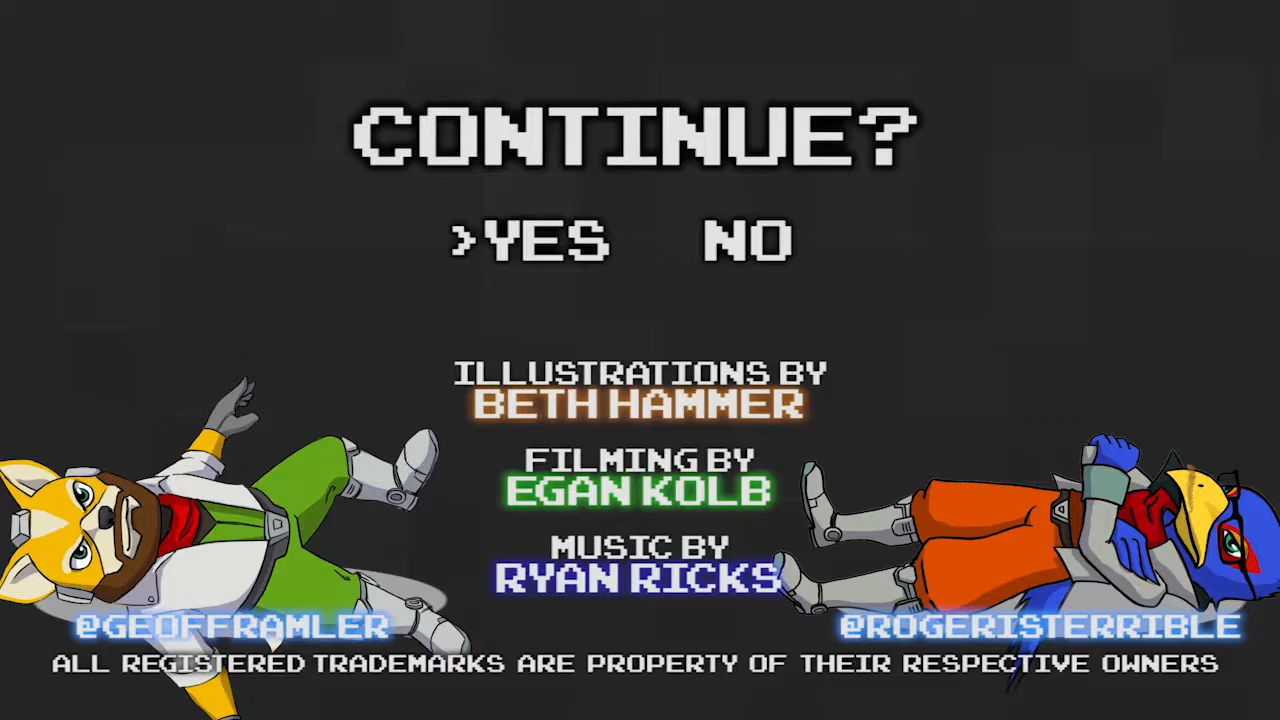 CONTINUE?
>YES NO
ILLUSTRATIONS BY
BETH HAMMER
FILMING BY
EGAN KOLB
MUSIC BY
RYAN RICKS
@GEOFFRAMLER
@ROGERISTERRIBLE
ALL REGISTERED TRADEMARKS ARE PROPERTY OF THEIR RESPECTIVE OWNERS